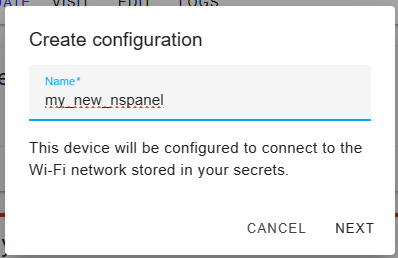 VISIT EDIT LOGS
Create configuration
Name*
my_new_nspanel
This device will be configured to connect to the
Wi-Fi network stored in your secrets.
CANCEL NEXT